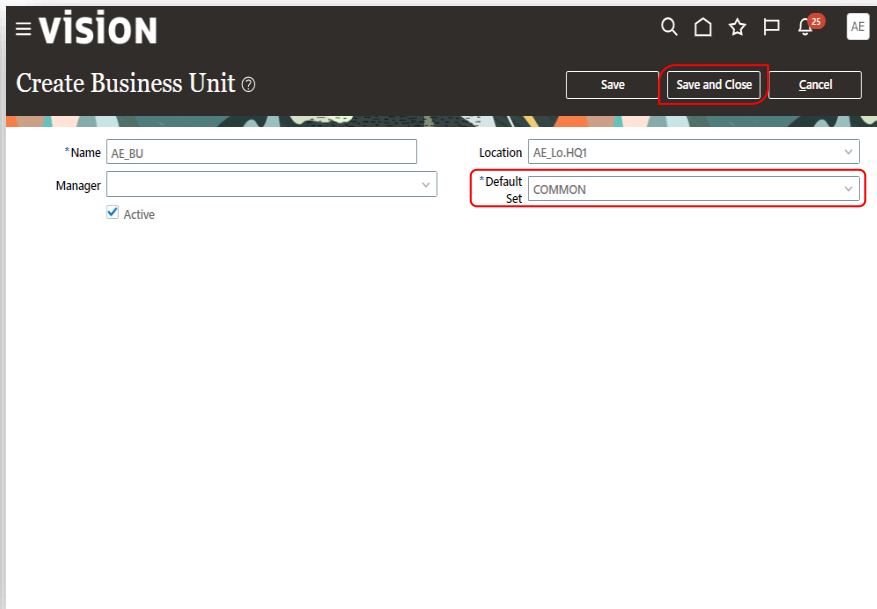 VISION
25
AE
Create Business Unit ?
Save
Save and Close
Cancel
*Name AE_BU
Location AE_Lo.HQ1
Manager
*Default Set COMMON
Active